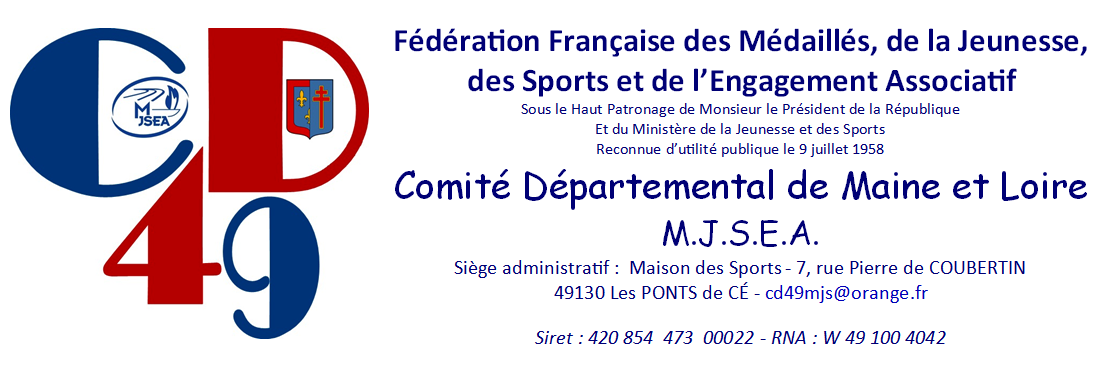 CD
M
JSEA
49
Fédération Française des Médaillés, de la Jeunesse,
des Sports et de l'Engagement Associatif
Sous le Haut Patronage de Monsieur le Président de la République
Et du Ministère de la Jeunesse et des Sports
Reconnue d'utilité publique le 9 juillet 1958
Comité Départemental de Maine et Loire
M.J.S.E.A.
Siège administratif : Maison des Sports - 7, rue Pierre de COUBERTIN
49130 Les PONTS de CÉ - cd49mjs@orange.fr
Siret : 420 854 473 00022 - RNA : W 49 100 4042